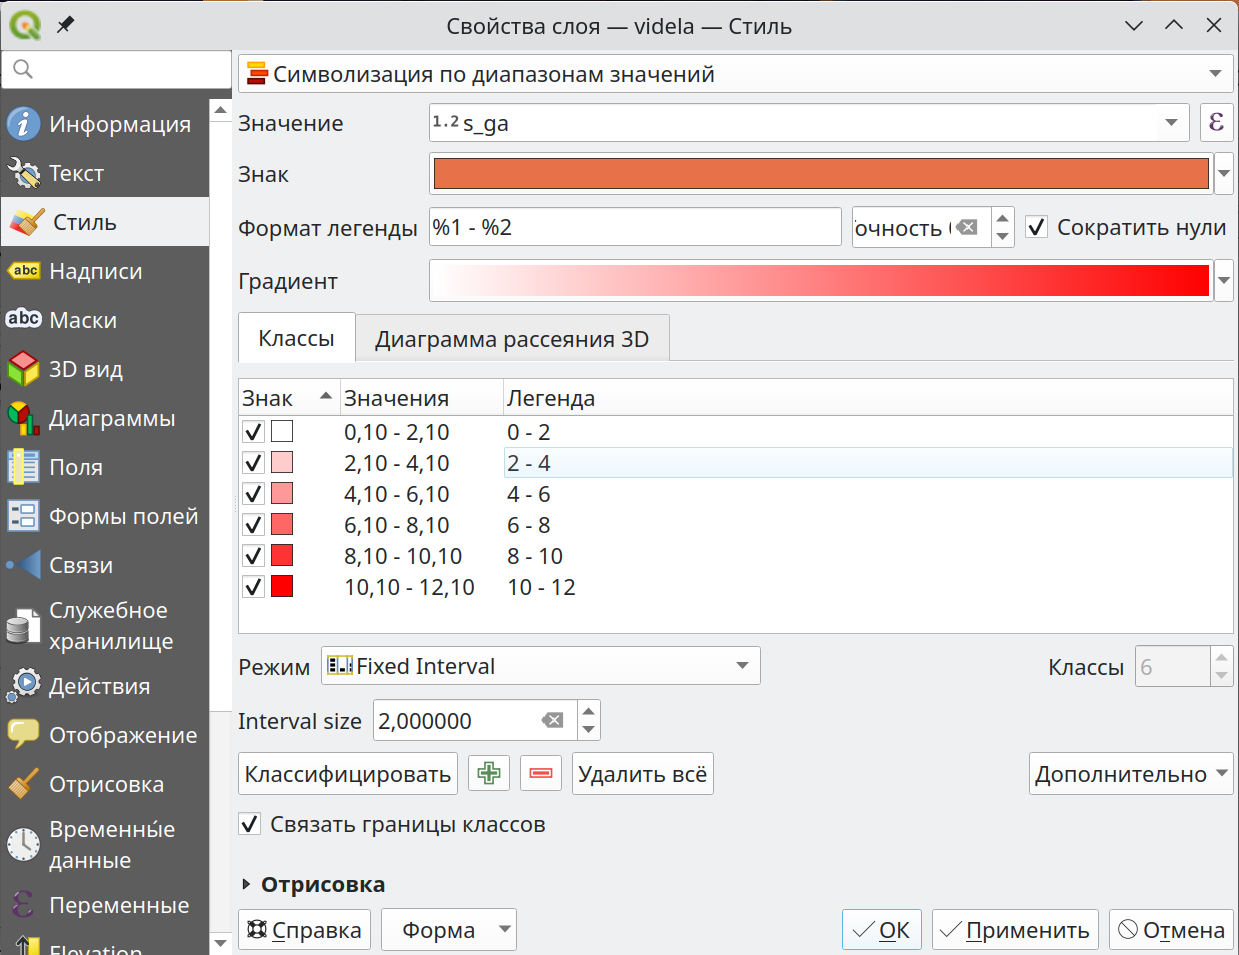 Свойства слоя — videla — Стиль
Символизация по диапазонам значений
Информация
Текст
Стиль
Надписи
Маски
3D вид
Диаграммы
Поля
Формы полей
Связи
Служебное
хранилище
Действия
Отображение
Отрисовка
Временны́е
данные
Переменные
Elevation
Значение
1.2 s_ga
ε
Знак
Формат легенды
%1 - %2
очность
Сократить нули
Градиент
Классы
Диаграмма рассеяния 3D
Знак Значения Легенда
0,10 - 2,10 0 - 2
2,10 - 4,10 2 - 4
4,10 - 6,10 4 - 6
6,10 - 8,10 6 - 8
8,10 - 10,10 8 - 10
10,10 - 12,10 10 - 12
Режим Fixed Interval Классы 6
Interval size 2,000000
Классифицировать Удалить всё Дополнительно
Связать границы классов
Отрисовка
Справка Форма ОК Применить Отмена